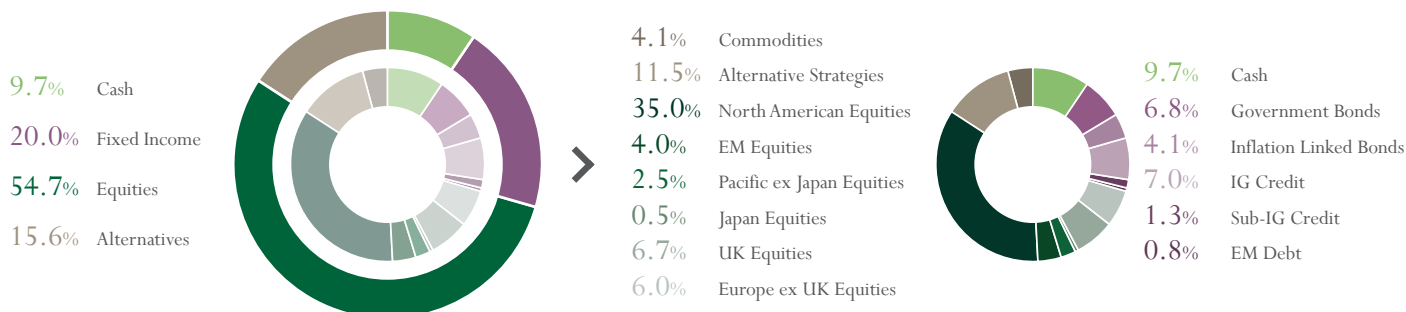 9.7% Cash
20.0% Fixed Income
54.7% Equities
15.6% Alternatives
4.1% Commodities
11.5% Alternative Strategies
35.0% North American Equities
4.0% EM Equities
2.5% Pacific ex Japan Equities
0.5% Japan Equities
6.7% UK Equities
6.0% Europe ex UK Equities
9.7% Cash
6.8% Government Bonds
4.1% Inflation Linked Bonds
7.0% IG Credit
1.3% Sub-IG Credit
0.8% EM Debt